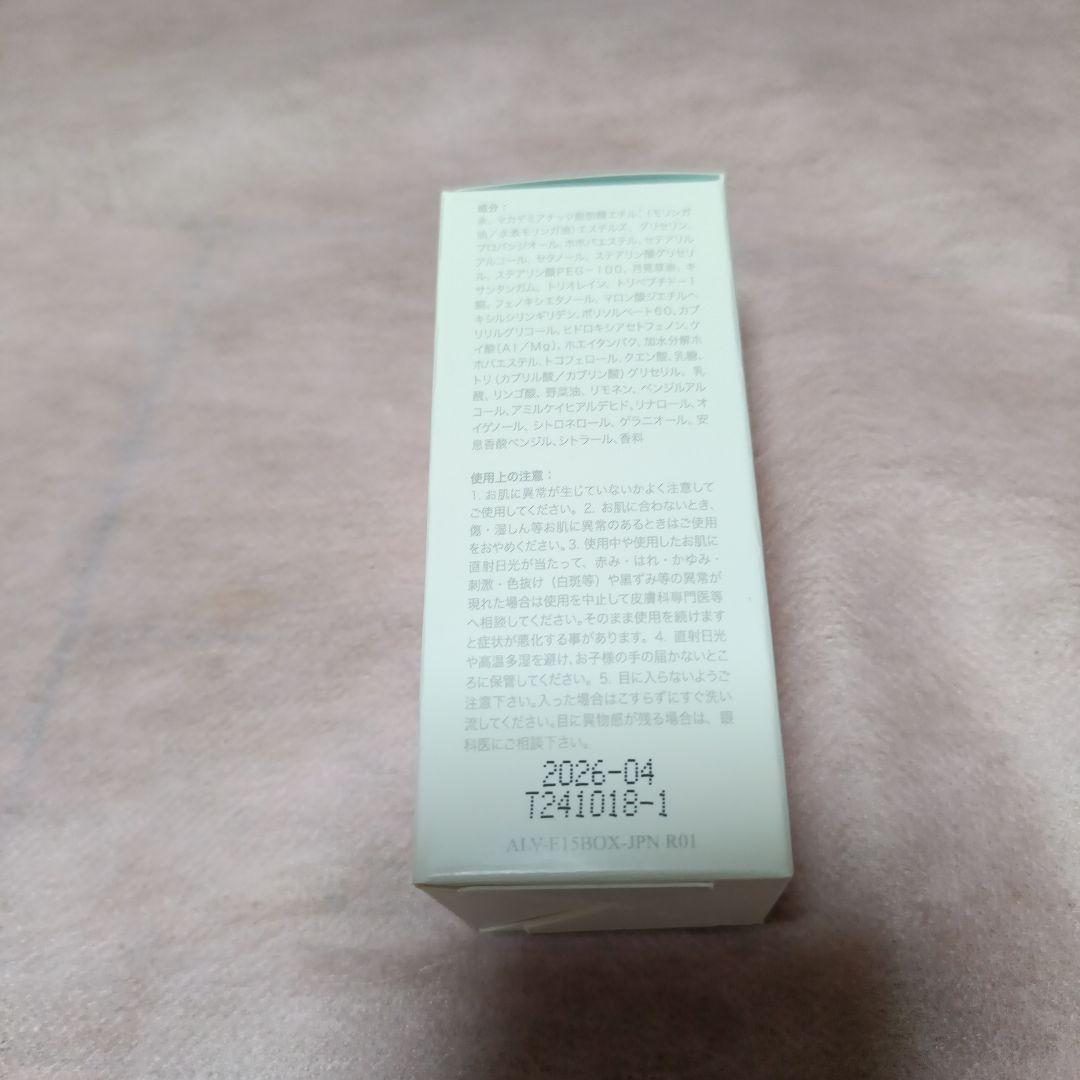 成分：
水、マカデミアナッツ脂肪酸エチル、(モリンガ
油／水添モリンガ油)エステルズ、グリセリン、
プロパンジオール、ホホバエステル、セテアリル
アルコール、セタノール、ステアリン酸グリセリ
ル、ステアリン酸PEG－100、月見草油、キ
サンタンガム、トリオレイン、トリペプチド－1
銅、フェノキシエタノール、マロン酸ジエチルヘ
キシルシリンギリデン、ポリソルベート60、カプ
リリルグリコール、ヒドロキシアセトフェノン、ケ
イ酸(Al／Mg)、ホエイタンパク、加水分解ホ
ホバエステル、トコフェロール、クエン酸、乳糖、
トリ(カプリル酸／カプリン酸)グリセリル、乳
酸、リンゴ酸、野菜油、リモネン、ベンジルアル
コール、アミルケイヒアルデヒド、リナロール、オ
イゲノール、シトロネロール、ゲラニオール。安
息香酸ベンジル、シトラール、香料
使用上の注意：
1. お肌に異常が生じていないかよく注意して
ご使用してください。2. お肌に合わないとき、
傷・湿しん等お肌に異常のあるときはご使用
をおやめください。3. 使用中や使用したお肌に
直射日光が当たって、赤み・はれ・かゆみ・
刺激・色抜け（白斑等）や黒ずみ等の異常が
現れた場合は使用を中止して皮膚科専門医等
へ相談してください。そのまま使用を続けます
と症状が悪化する事があります。4. 直射日光
や高温多湿を避け、お子様の手の届かないとこ
ろに保管してください。5. 目に入らないようご
注意下さい。入った場合はこすらずにすぐ洗い
流してください。目に異物感が残る場合は、眼
科医にご相談下さい。
2026-04
T241018-1
ALV-F15BOX-JPN R01